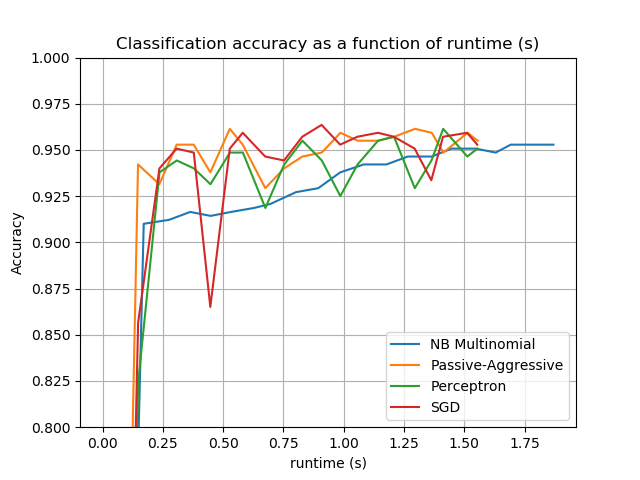 Classification accuracy as a function of runtime (s)
1.000
0.975
0.950
0.925
0.900
0.875
0.850
0.825
0.800
Accuracy
NB Multinomial
Passive-Aggressive
Perceptron
SGD
0.00 0.25 0.50 0.75 1.00 1.25 1.50 1.75
runtime (s)